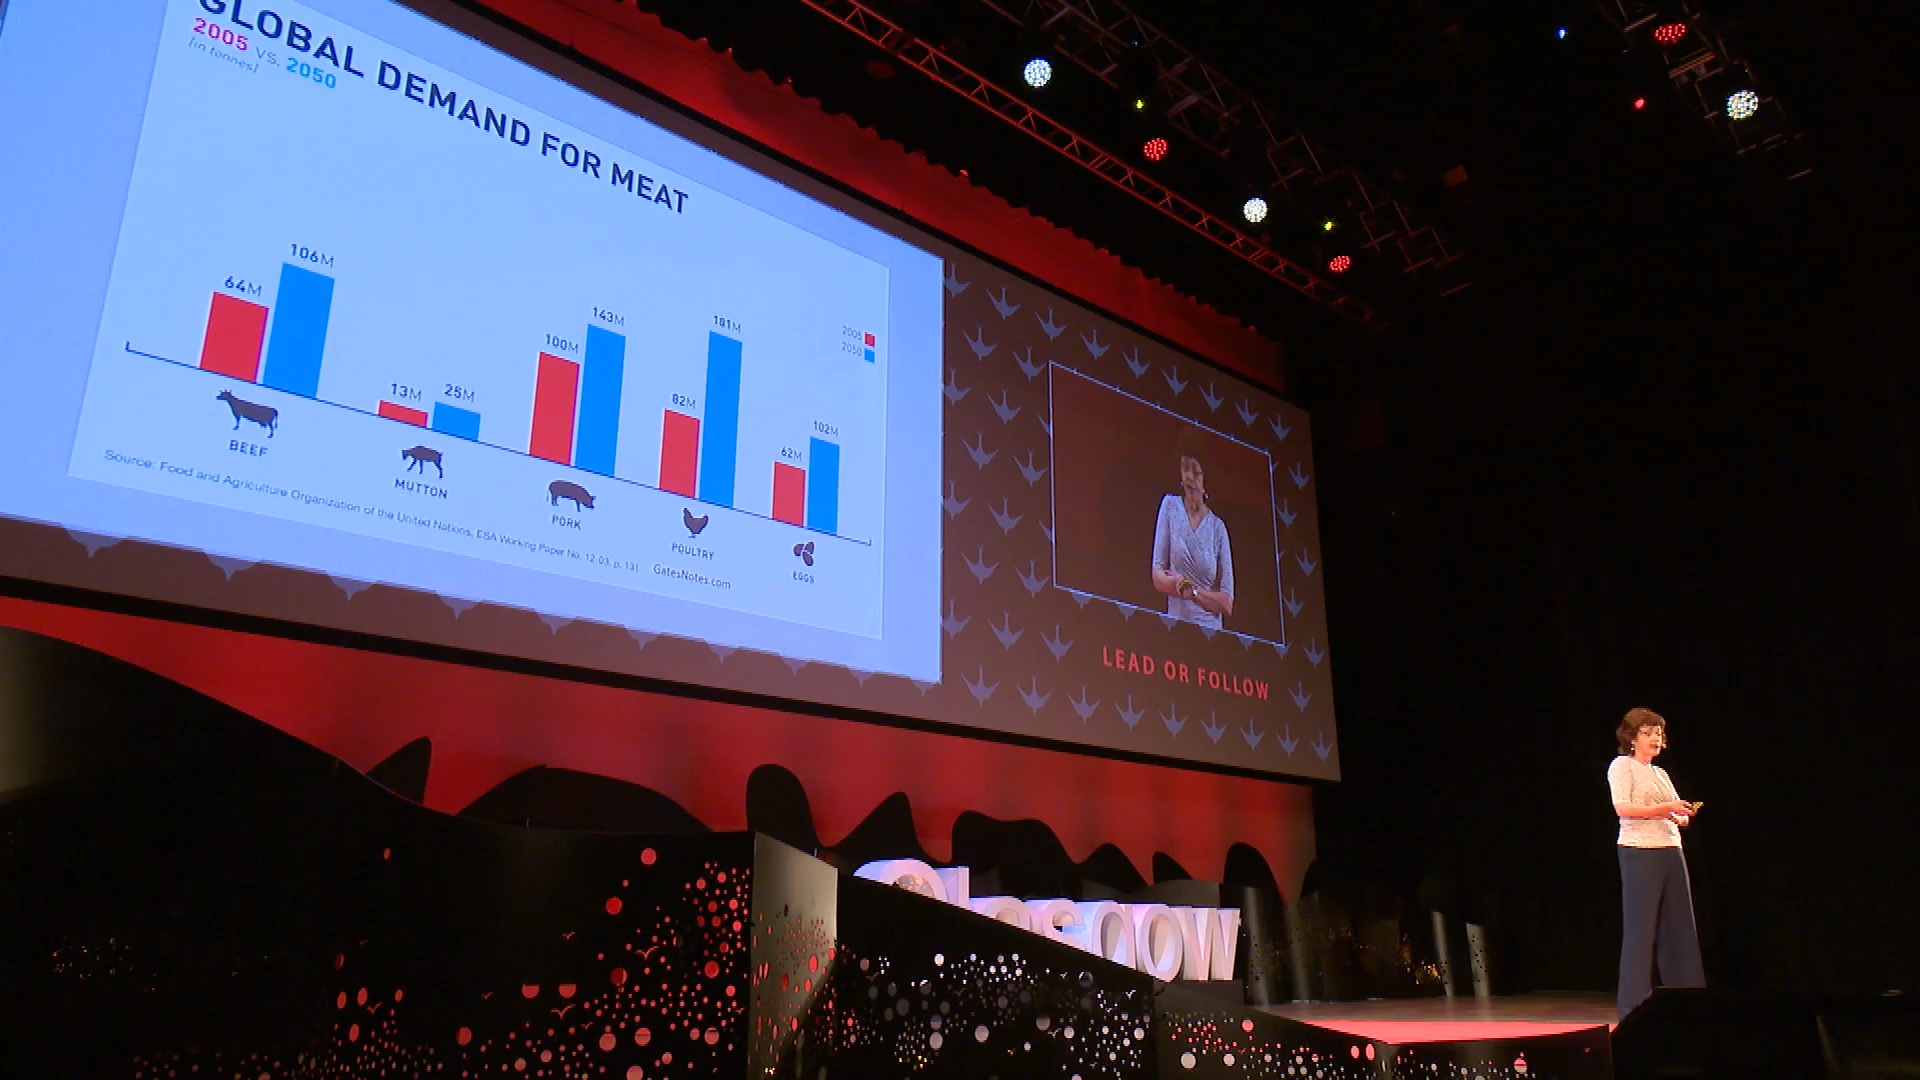 GLOBAL DEMAND FOR MEAT
2005 VS. 2050
(in tonnes)
64M
106M
13M
25M
100M
143M
82M
181M
62M
102M
2005
2050
BEEF
MUTTON
PORK
POULTRY
EGGS
Source: Food and Agriculture Organization of the United Nations, ESA Working Paper No. 12-03, p. 131
GatesNotes.com
LEAD OR FOLLOW
Glasgow